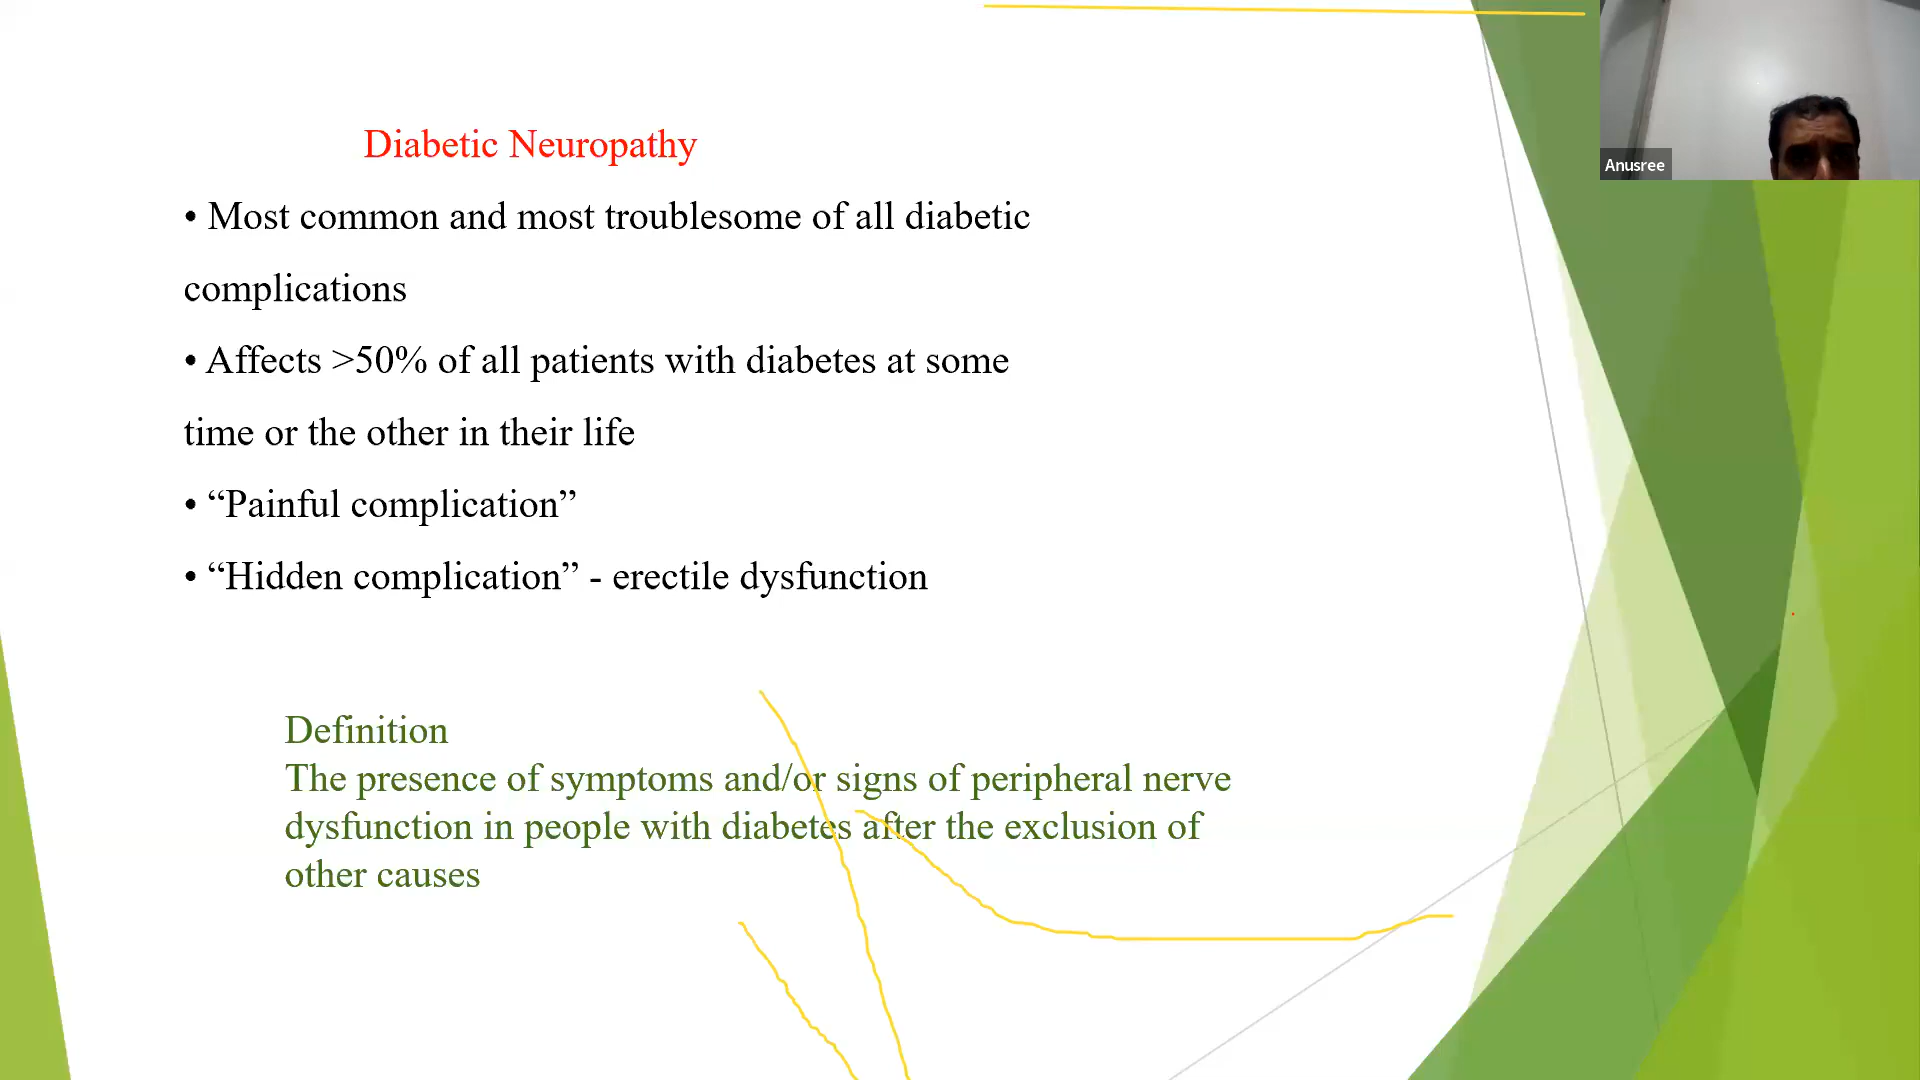 Diabetic Neuropathy
• Most common and most troublesome of all diabetic
complications
• Affects >50% of all patients with diabetes at some
time or the other in their life
• “Painful complication”
• “Hidden complication” - erectile dysfunction
Definition
The presence of symptoms and/or signs of peripheral nerve
dysfunction in people with diabetes after the exclusion of
other causes
Anusree